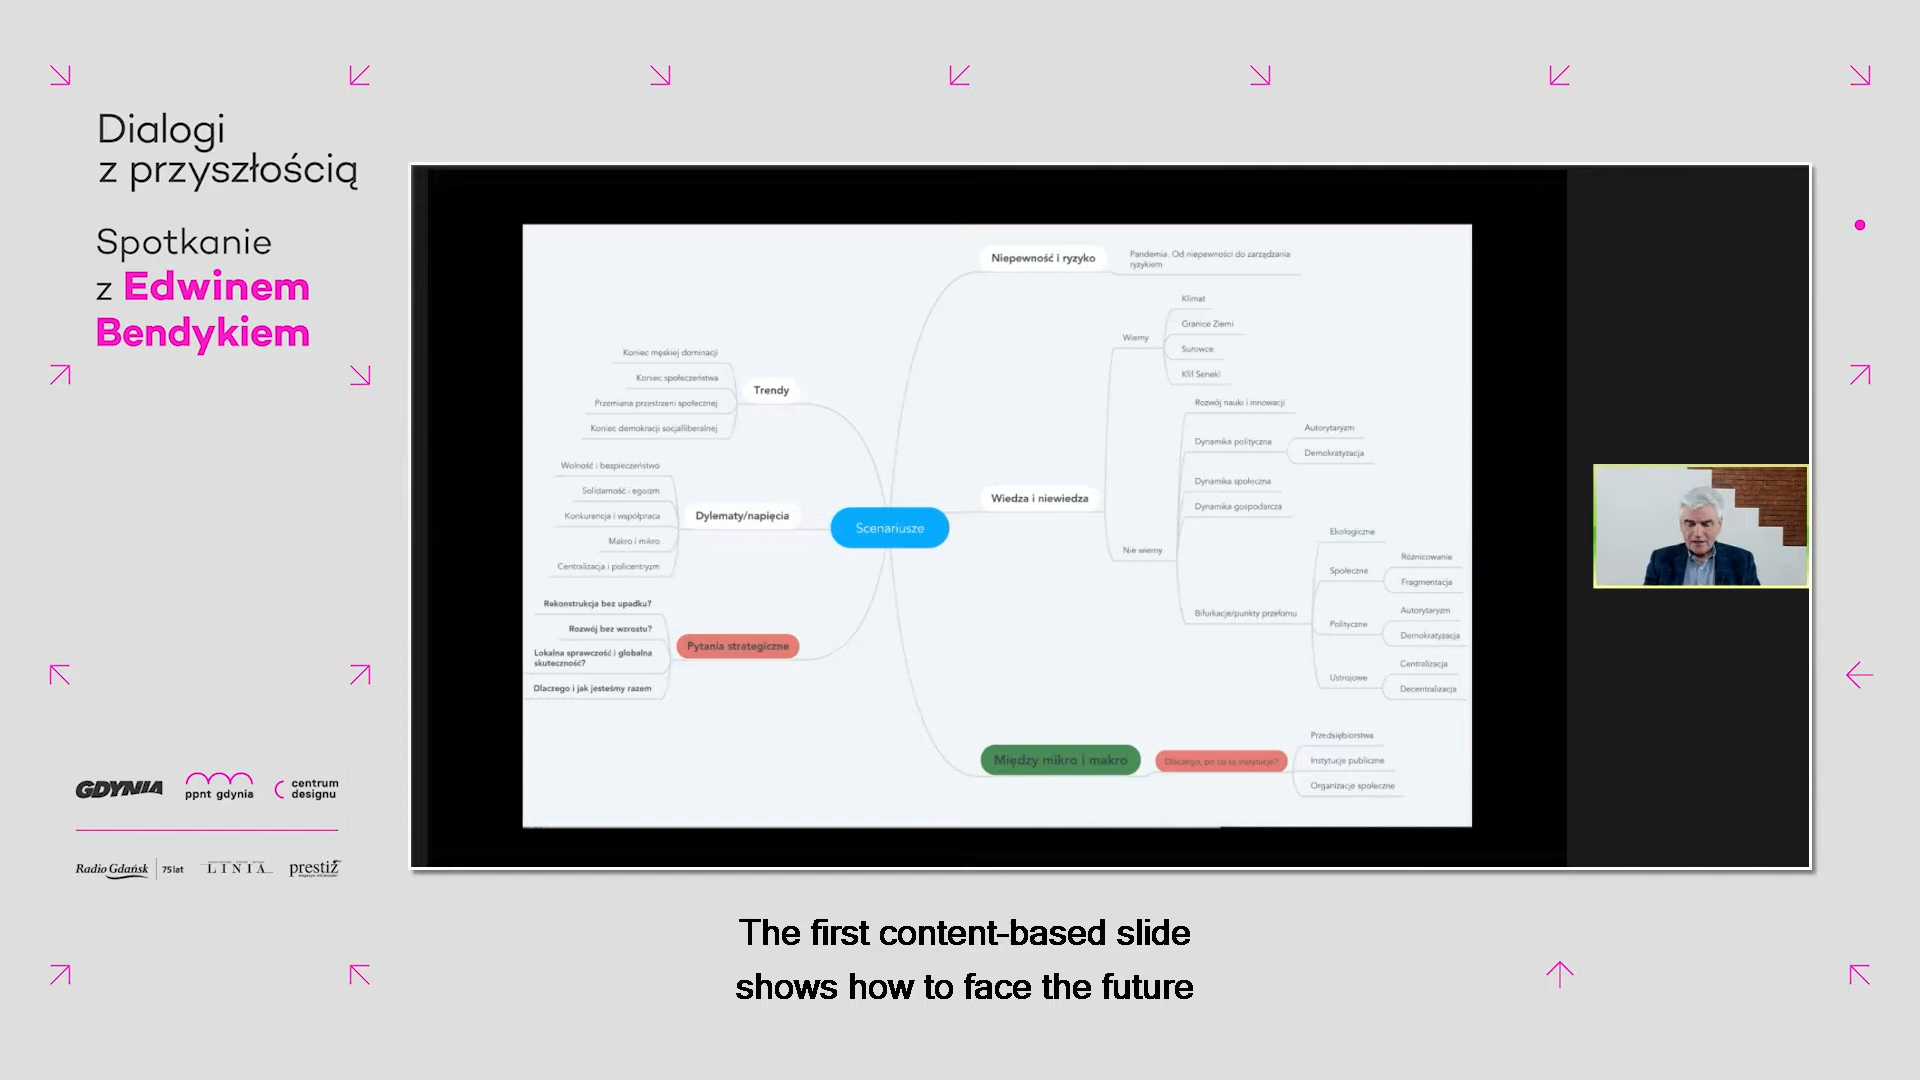 Dialogi
z przyszłością
Spotkanie
z Edwinem
Bendykiem
Niepewność i ryzyko
Pandemia. Od niepewności do zarządzania
ryzykiem
Klimat
Granice Ziemi
Wiemy
Surowce
Klif Seneki
Koniec męskiej dominacji
Koniec społeczeństwa
Trendy
Przemiana przestrzeni społecznej
Koniec demokracji socjalliberalnej
Rozwój nauki i innowacji
Autorytaryzm
Dynamika polityczna
Demokratyzacja
Wolność i bezpieczeństwo
Solidarność i egoizm
Dylematy/napięcia
Konkurencja i współpraca
Makro i mikro
Centralizacja i policentryzm
Scenariusze
Wiedza i niewiedza
Dynamika społeczna
Dynamika gospodarcza
Nie wiemy
Ekologiczne
Różnicowanie
Społeczne
Fragmentacja
Bifurkacje/punkty przełomu
Autorytaryzm
Polityczne
Demokratyzacja
Centralizacja
Ustrojowe
Decentralizacja
Rekonstrukcja bez upadku?
Rozwój bez wzrostu?
Pytania strategiczne
Lokalna sprawczość i globalna
skuteczność?
Dlaczego i jak jesteśmy razem
Między mikro i makro
Dlaczego, po co są instytucje?
Przedsiębiorstwa
Instytucje publiczne
Organizacje społeczne
GDYNIA
ppnt gdynia
centrum
designu
Radio Gdańsk
75 lat
LINIA
prestiż
The first content-based slide
shows how to face the future